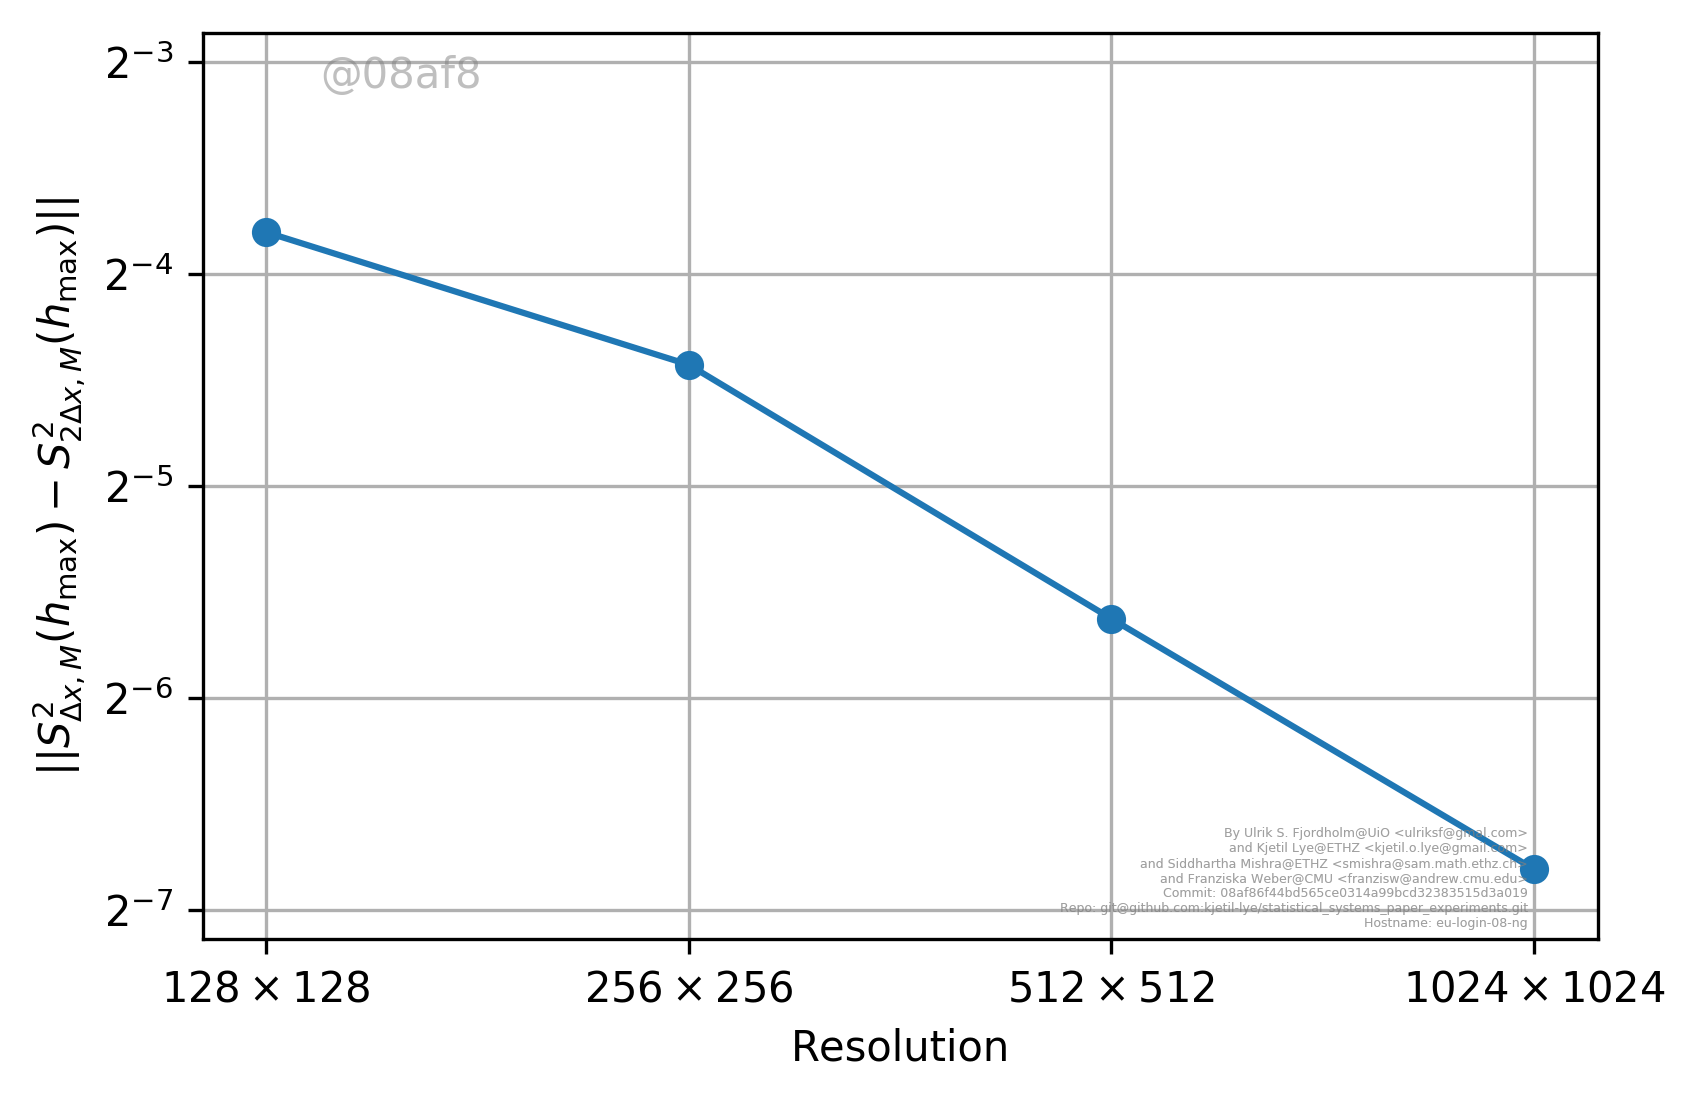 @08af8
2⁻³
2⁻⁴
2⁻⁵
2⁻⁶
2⁻⁷
||S²_{Δx, M}(h_max) − S²_{2Δx, M}(h_max)||
By Ulrik S. Fjordholm@UiO <ulriksf@gmail.com>
and Kjetil Lye@ETHZ <kjetil.o.lye@gmail.com>
and Siddhartha Mishra@ETHZ <smishra@sam.math.ethz.ch>
and Franziska Weber@CMU <franzisw@andrew.cmu.edu>
Commit: 08af86f44bd565ce0314a99bcd32383515d3a019
Repo: git@github.com:kjetil-lye/statistical_systems_paper_experiments.git
Hostname: eu-login-08-ng
128 × 128 256 × 256 512 × 512 1024 × 1024
Resolution